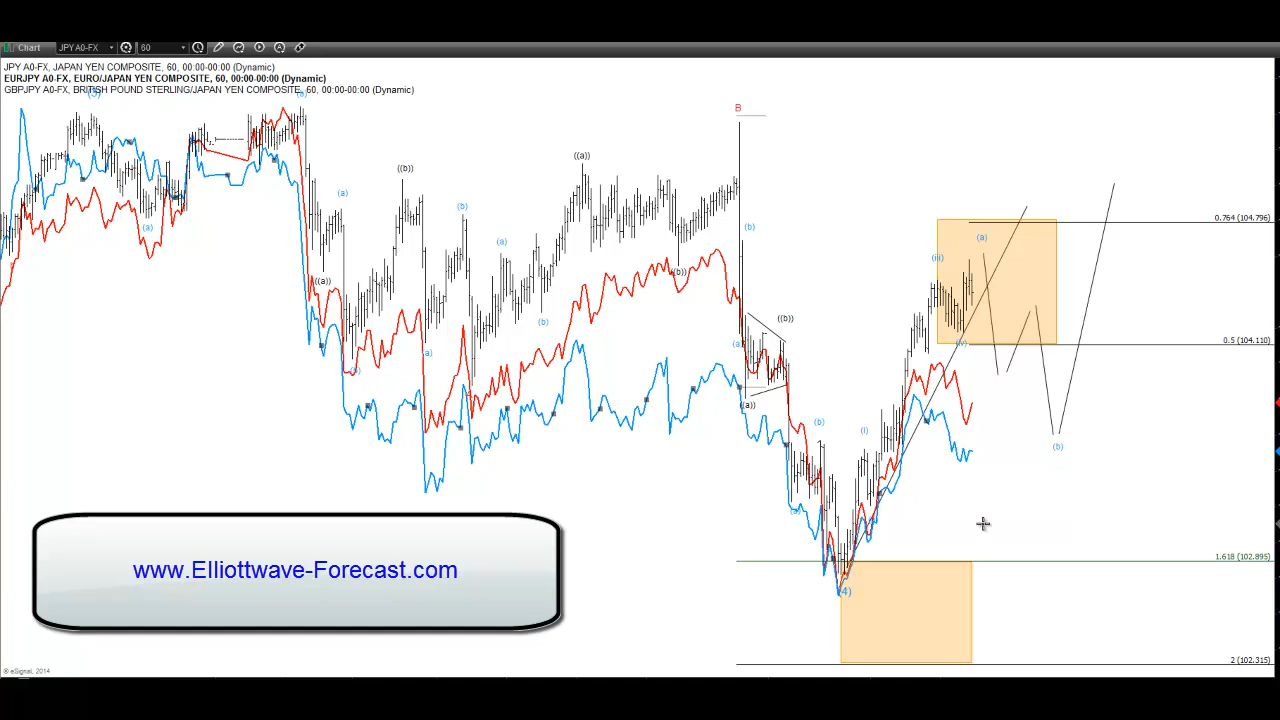 Chart JPY A0-FX 60
JPY A0-FX, JAPAN YEN COMPOSITE, 60, 00:00-00:00 (Dynamic)
EURJPY A0-FX, EURO/JAPAN YEN COMPOSITE, 60, 00:00-00:00 (Dynamic)
GBPJPY A0-FX, BRITISH POUND STERLING/JAPAN YEN COMPOSITE, 60, 00:00-00:00 (Dynamic)
B
((a))
((b))
(a)
(b)
(b)
0.764 (104.796)
(a)
(a)
(a)
(iii)
((b))
((a))
((b))
(b)
0.5 (104.110)
(iv)
((a))
(b)
(i)
(b)
www.Elliottwave-Forecast.com
1.618 (102.895)
2 (102.315)
© eSignal, 2014